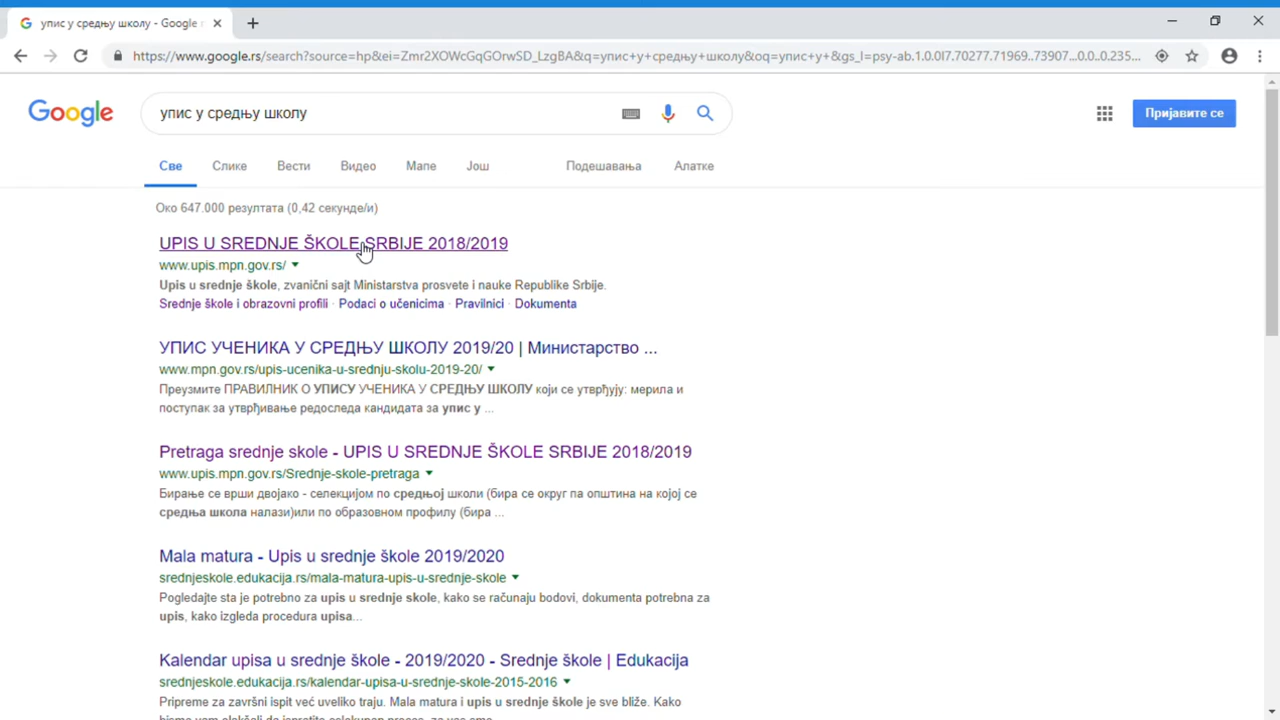 упис у средњу школу - Google
https://www.google.rs/search?source=hp&ei=Zmr2XOWcGqGOrwSD_LzgBA&q=упис+у+средњу+школу&oq=упис+у+&gs_l=psy-ab.1.0.0l7.70277.71969..73907...0.0..0.235...
Google
упис у средњу школу
Пријавите се
Све Слике Вести Видео Мапе Још Подешавања Алатке
Око 647.000 резултата (0,42 секунде/и)
UPIS U SREDNJE ŠKOLE SRBIJE 2018/2019
www.upis.mpn.gov.rs/
Upis u srednje škole, zvanični sajt Ministarstva prosvete i nauke Republike Srbije.
Srednje škole i obrazovni profili · Podaci o učenicima · Pravilnici · Dokumenta
УПИС УЧЕНИКА У СРЕДЊУ ШКОЛУ 2019/20 | Министарство ...
www.mpn.gov.rs/upis-ucenika-u-srednju-skolu-2019-20/
Преузмите ПРАВИЛНИК О УПИСУ УЧЕНИКА У СРЕДЊУ ШКОЛУ који се утврђују: мерила и
поступак за утврђивање редоследа кандидата за упис у ...
Pretraga srednje skole - UPIS U SREDNJE ŠKOLE SRBIJE 2018/2019
www.upis.mpn.gov.rs/Srednje-skole-pretraga
Бирање се врши двојако - селекцијом по средњој школи (бира се округ па општина на којој се
средња школа налази)или по образовном профилу (бира ...
Mala matura - Upis u srednje škole 2019/2020
srednjeskole.edukacija.rs/mala-matura-upis-u-srednje-skole
Pogledajte sta je potrebno za upis u srednje skole, kako se računaju bodovi, dokumenta potrebna za
upis, kako izgleda procedura upisa...
Kalendar upisa u srednje škole - 2019/2020 - Srednje škole | Edukacija
srednjeskole.edukacija.rs/kalendar-upisa-u-srednje-skole-2015-2016
Pripreme za završni ispit već uveliko traju. Mala matura i upis u srednje škole je sve bliže. Kako